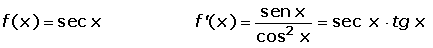 f(x) = sec x f'(x) = sen x / cos² x = sec x · tg x